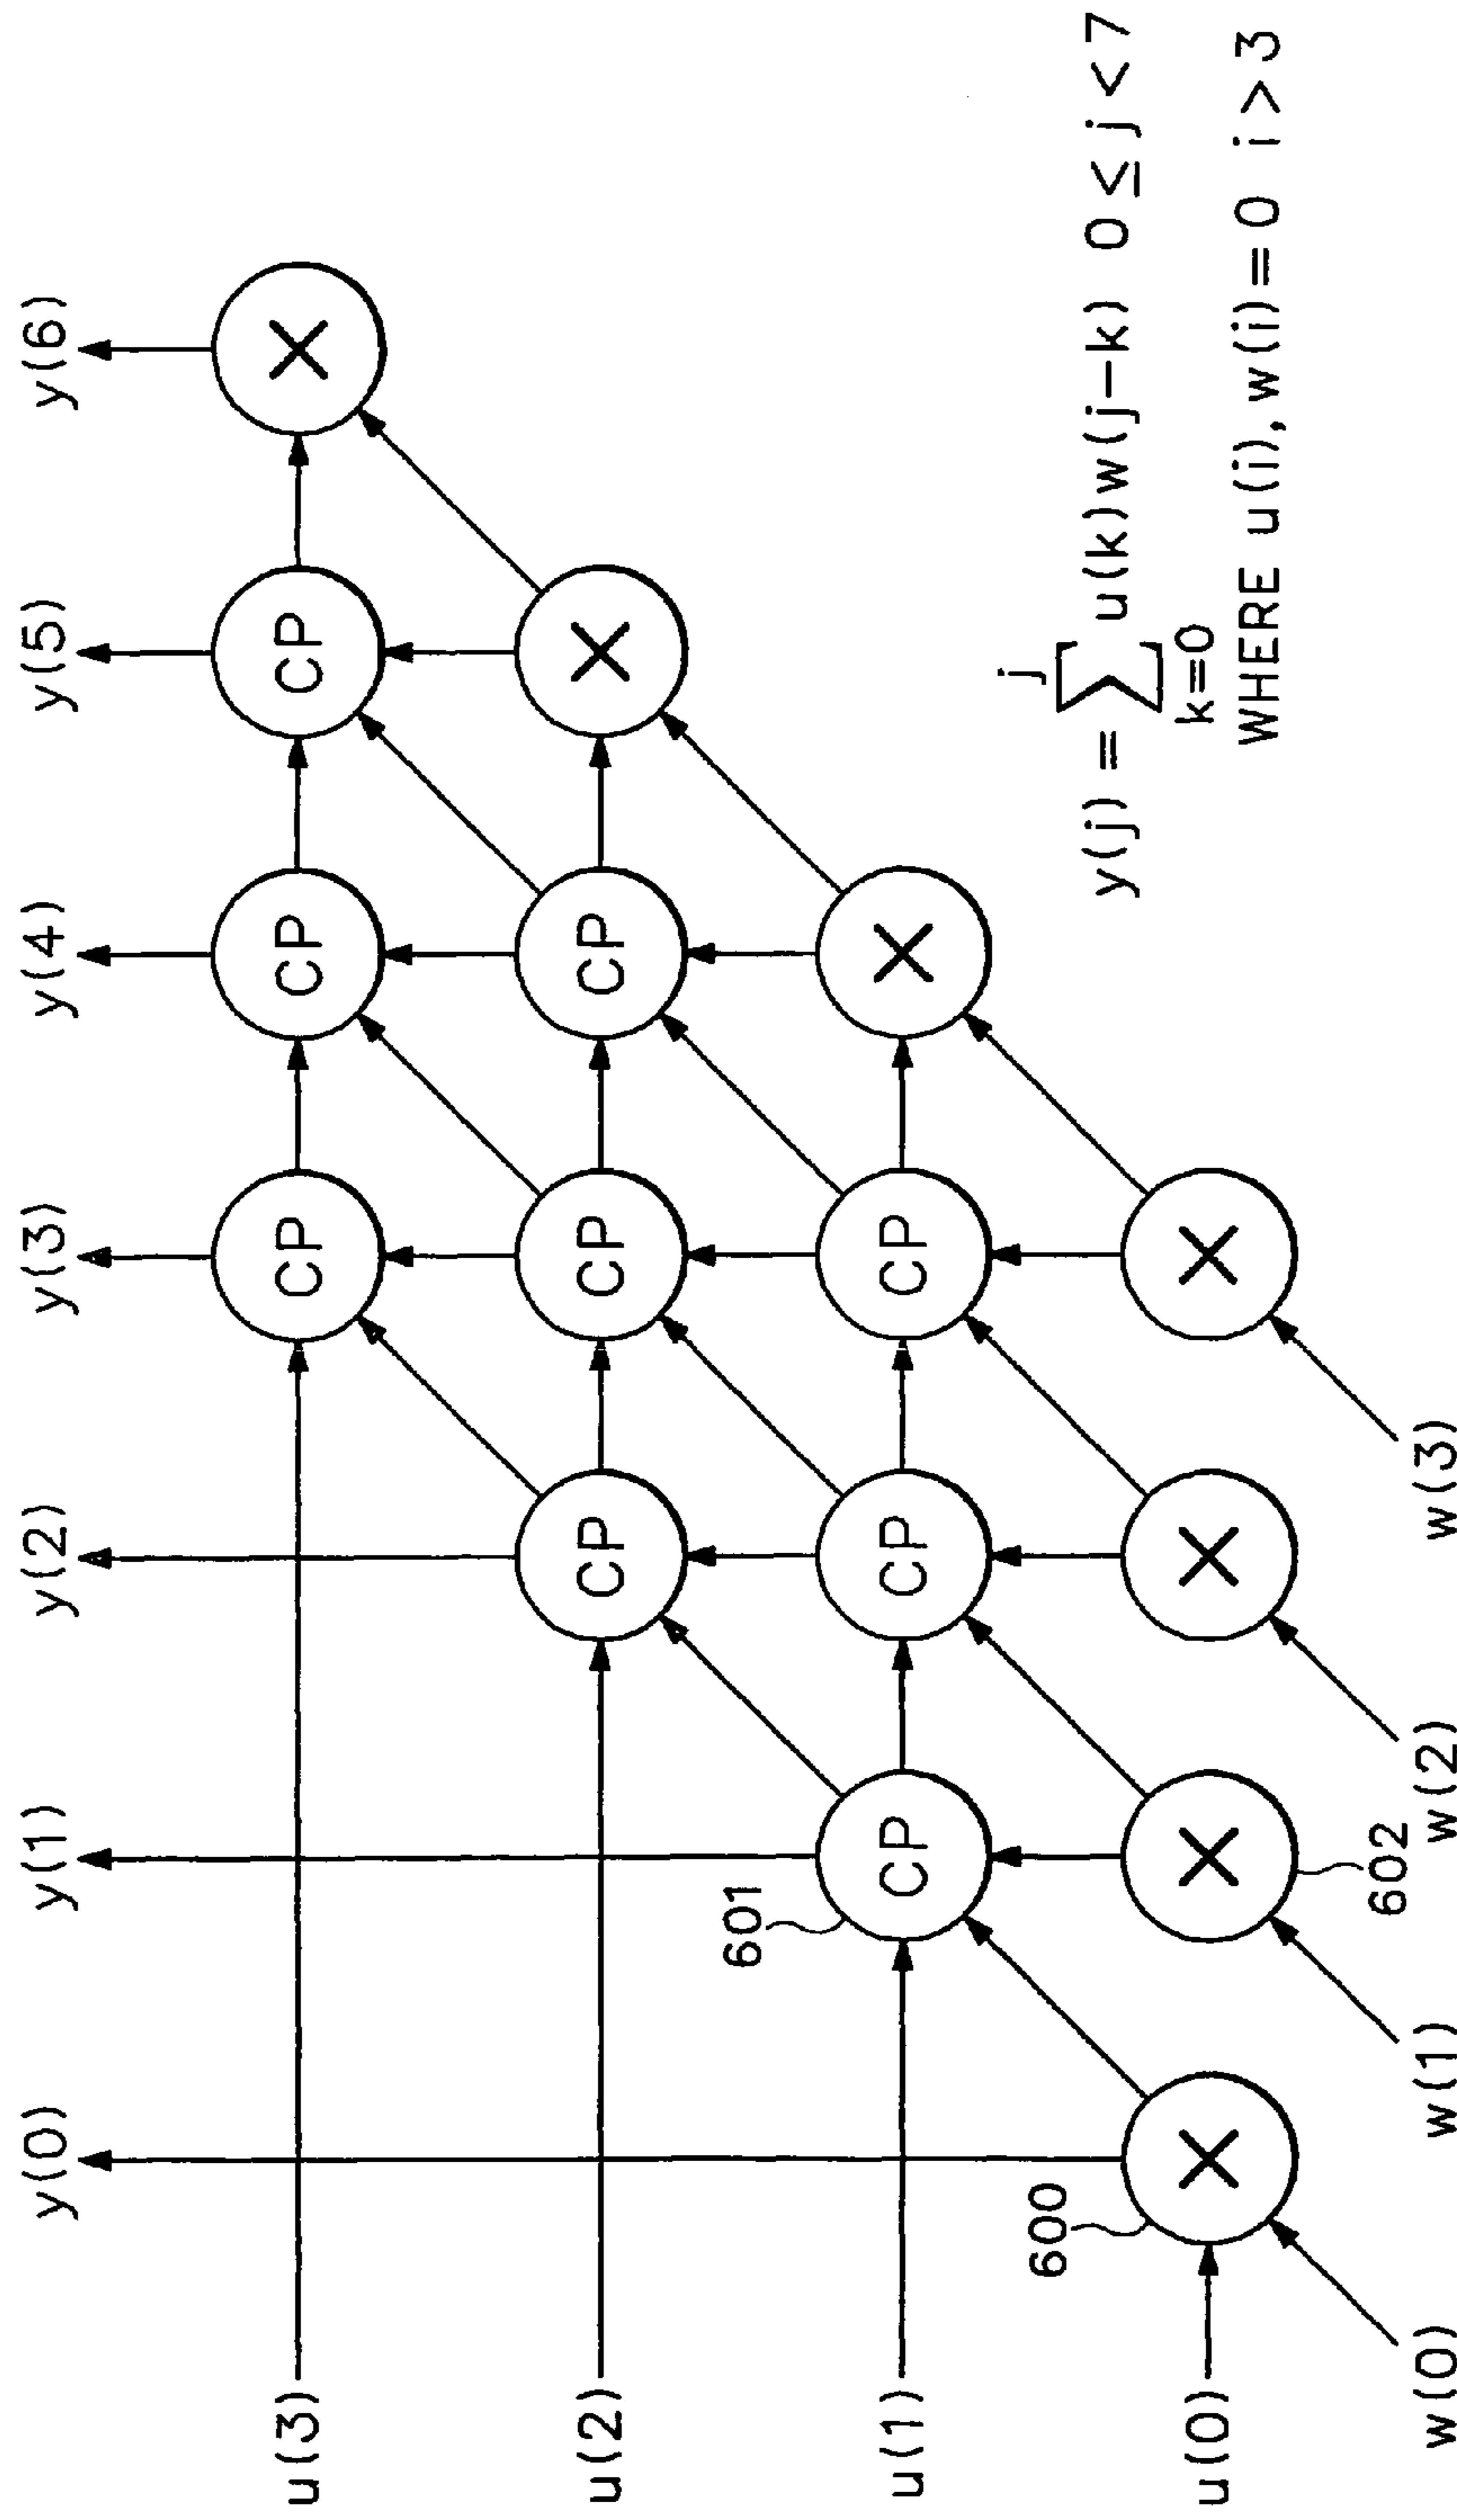 y(0) y(1) y(2) y(3) y(4) y(5) y(6)
u(3) CP CP CP ×
u(2) CP CP CP ×
601
u(1) CP CP CP ×
600
u(0) × × × ×
602
w(0) w(1) w(2) w(3)
y(j) = ∑ j k=0 u(k)w(j−k) 0≤j<7
WHERE u(i),w(i)=0 i>3